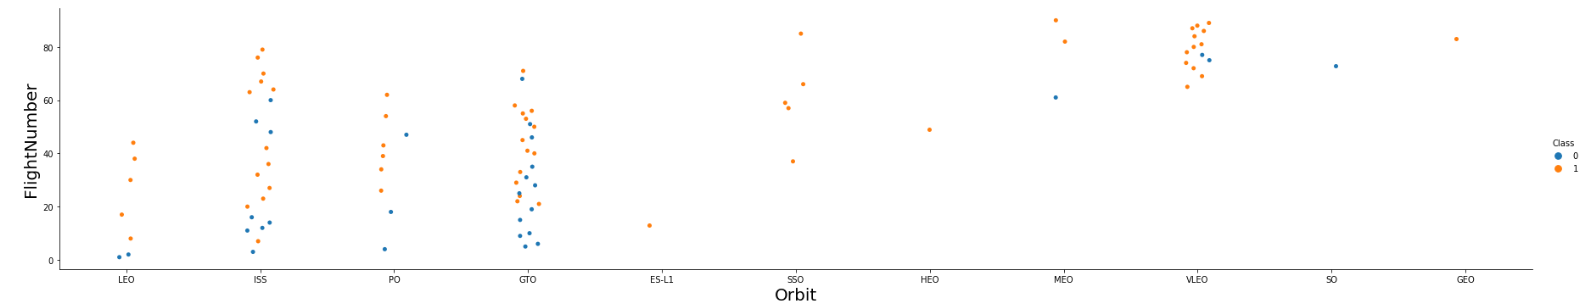 FlightNumber
80
60
40
20
0
LEO ISS PO GTO ES-L1 SSO HEO MEO VLEO SO GEO
Orbit
Class
0
1